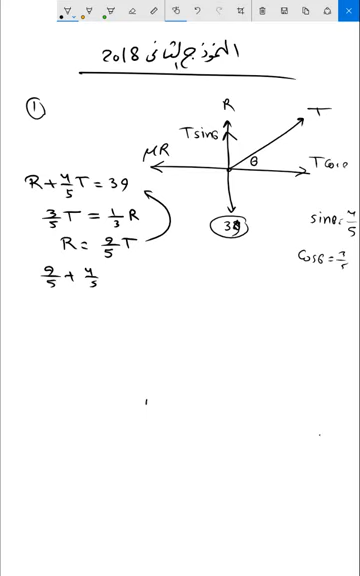 النموذج الثانى 2018
①
R
T
T sinθ
μR
θ
T cosθ
R + 4/5 T = 39
39
3/5 T = 1/3 R
sinθ = 4/5
R = 9/5 T
cosθ = 3/5
9/5 + 4/5